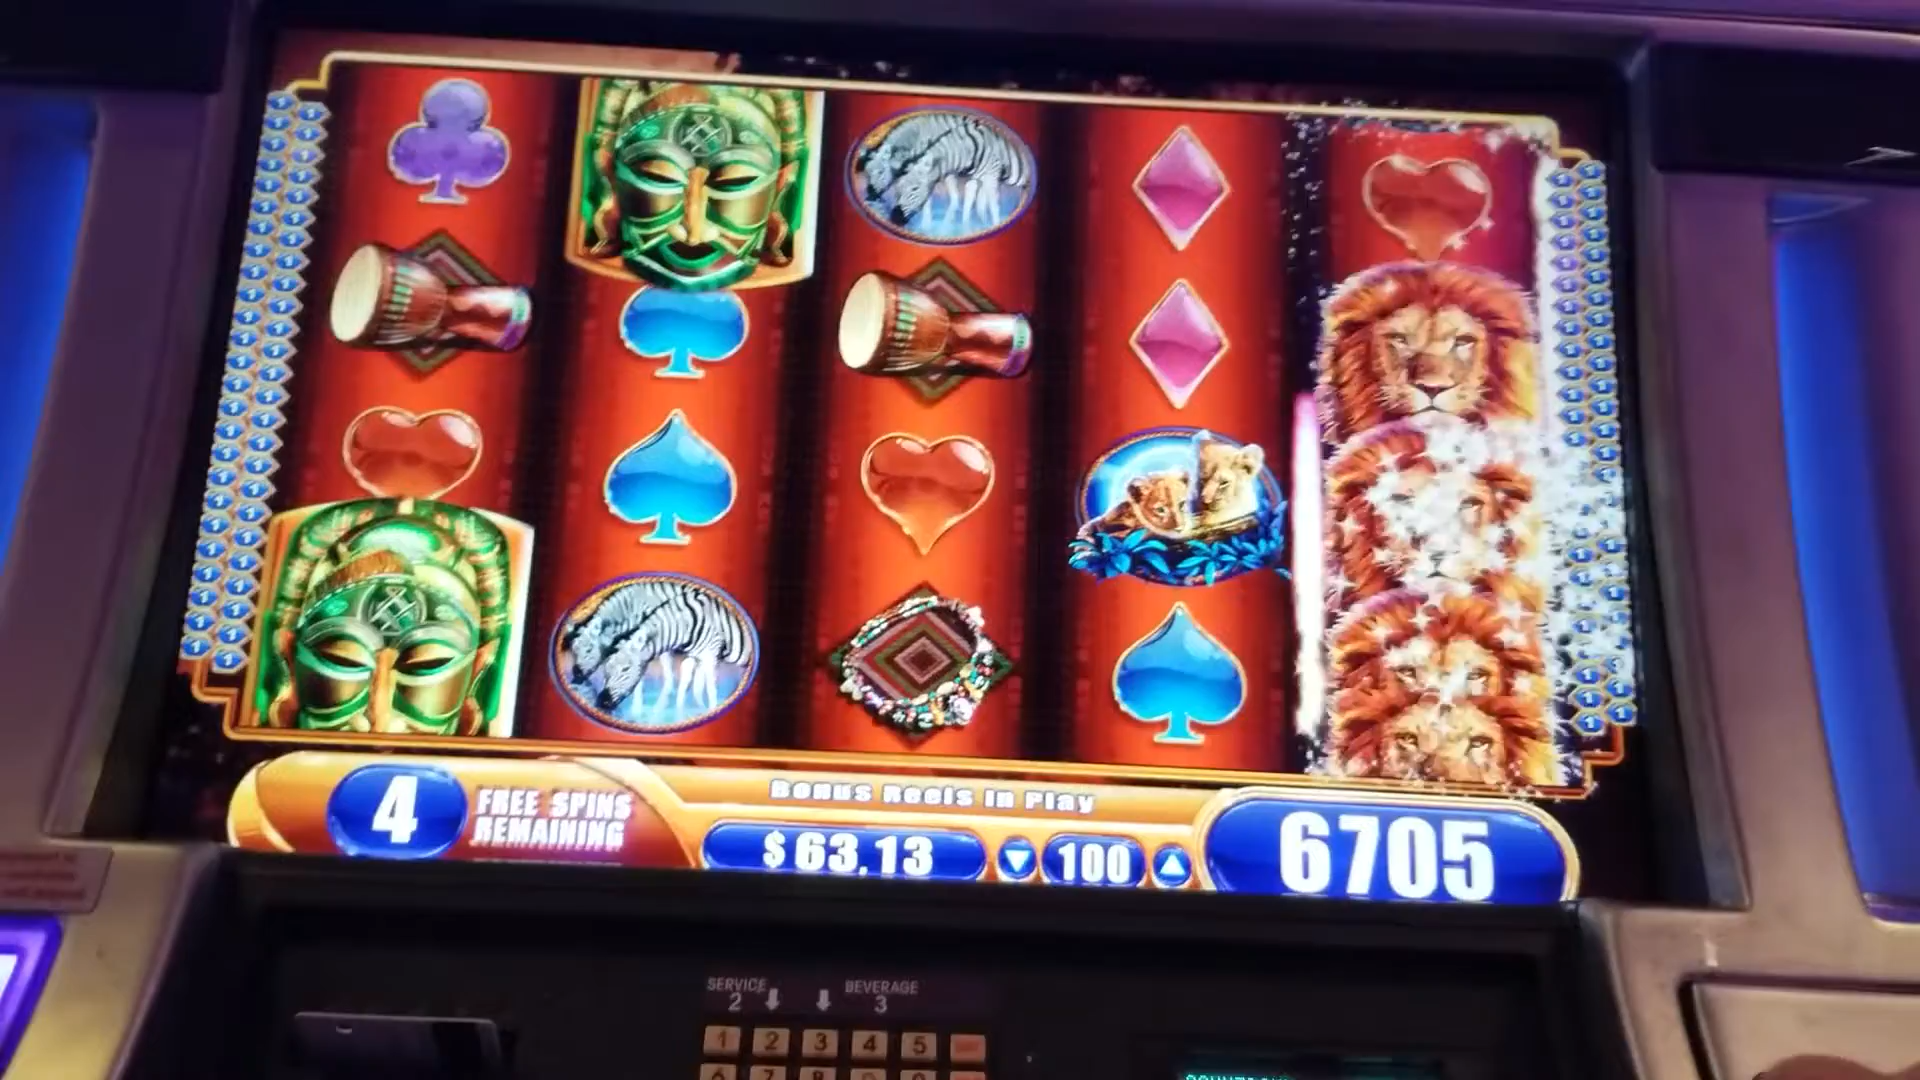 4
FREE SPINS
REMAINING
Bonus Reels in Play
$63.13
100
6705
SERVICE
2
BEVERAGE
3
1 2 3 4 5